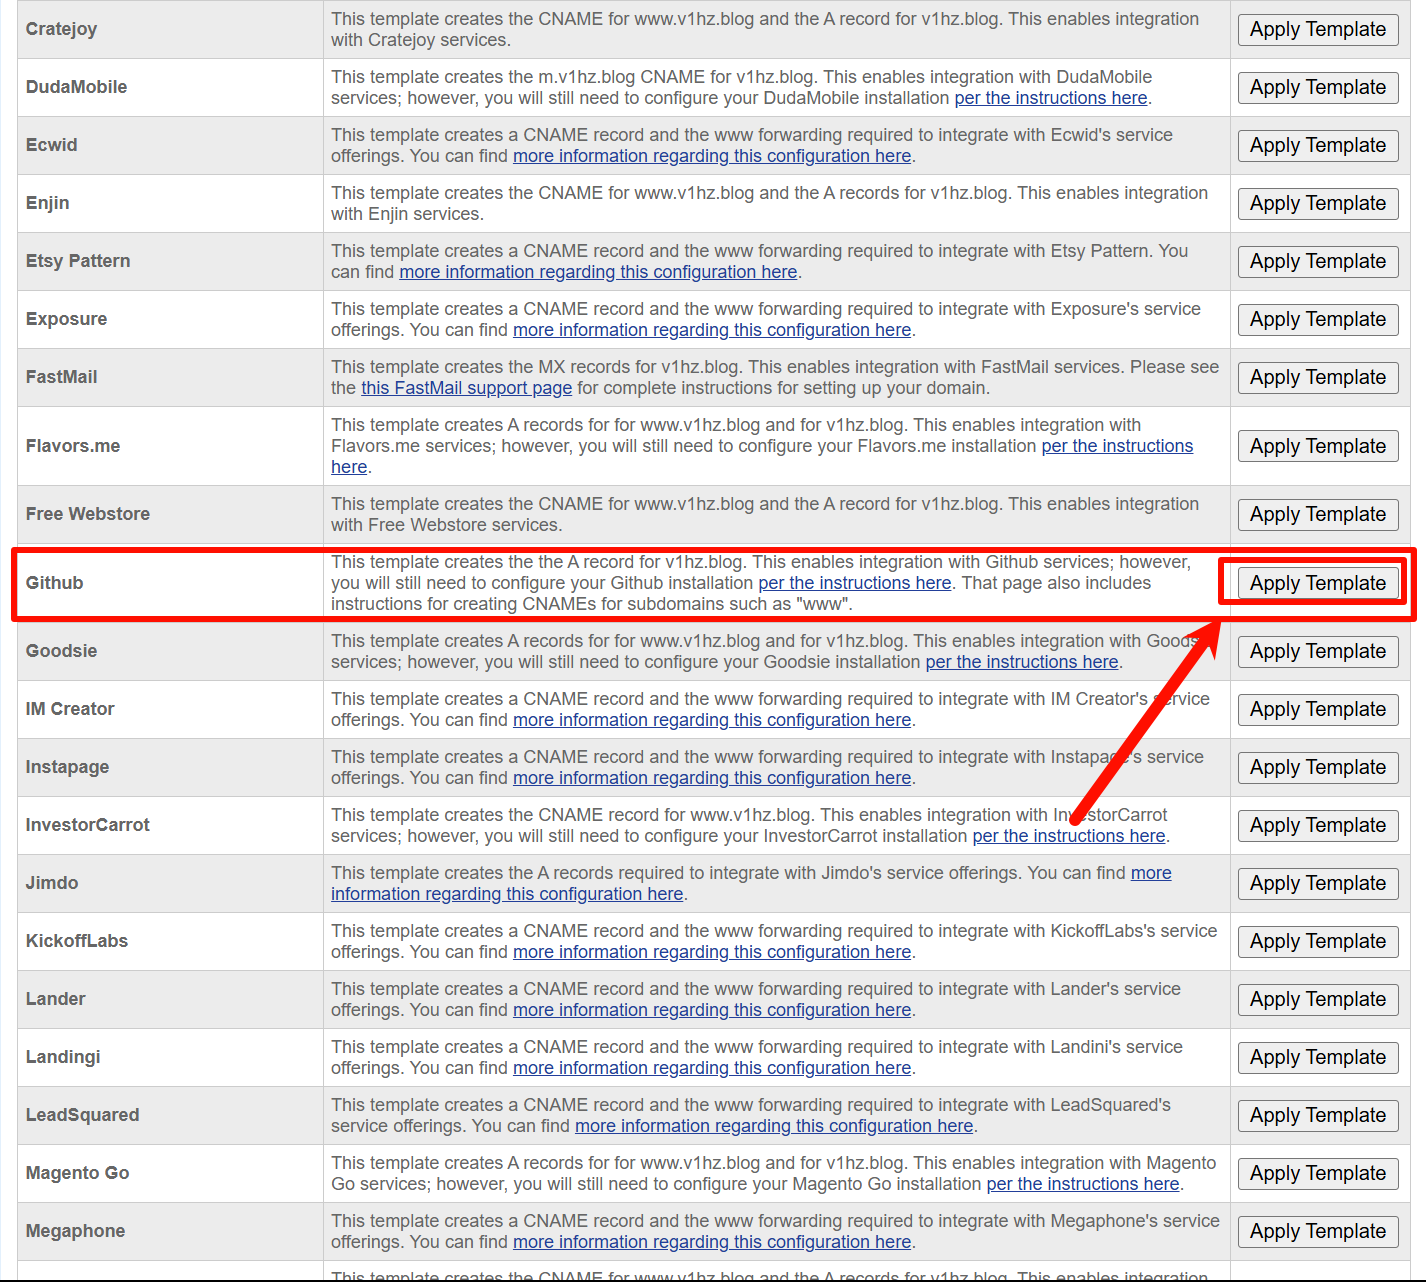 Cratejoy
This template creates the CNAME for www.v1hz.blog and the A record for v1hz.blog. This enables integration
with Cratejoy services.
Apply Template
DudaMobile
This template creates the m.v1hz.blog CNAME for v1hz.blog. This enables integration with DudaMobile
services; however, you will still need to configure your DudaMobile installation per the instructions here.
Apply Template
Ecwid
This template creates a CNAME record and the www forwarding required to integrate with Ecwid's service
offerings. You can find more information regarding this configuration here.
Apply Template
Enjin
This template creates the CNAME for www.v1hz.blog and the A records for v1hz.blog. This enables integration
with Enjin services.
Apply Template
Etsy Pattern
This template creates a CNAME record and the www forwarding required to integrate with Etsy Pattern. You
can find more information regarding this configuration here.
Apply Template
Exposure
This template creates a CNAME record and the www forwarding required to integrate with Exposure's service
offerings. You can find more information regarding this configuration here.
Apply Template
FastMail
This template creates the MX records for v1hz.blog. This enables integration with FastMail services. Please see
the this FastMail support page for complete instructions for setting up your domain.
Apply Template
Flavors.me
This template creates A records for for www.v1hz.blog and for v1hz.blog. This enables integration with
Flavors.me services; however, you will still need to configure your Flavors.me installation per the instructions
here.
Apply Template
Free Webstore
This template creates the CNAME for www.v1hz.blog and the A record for v1hz.blog. This enables integration
with Free Webstore services.
Apply Template
Github
This template creates the the A record for v1hz.blog. This enables integration with Github services; however,
you will still need to configure your Github installation per the instructions here. That page also includes
instructions for creating CNAMEs for subdomains such as "www".
Apply Template
Goodsie
This template creates A records for for www.v1hz.blog and for v1hz.blog. This enables integration with Goods
services; however, you will still need to configure your Goodsie installation per the instructions here.
Apply Template
IM Creator
This template creates a CNAME record and the www forwarding required to integrate with IM Creator's service
offerings. You can find more information regarding this configuration here.
Apply Template
Instapage
This template creates a CNAME record and the www forwarding required to integrate with Instapage's service
offerings. You can find more information regarding this configuration here.
Apply Template
InvestorCarrot
This template creates the CNAME record for www.v1hz.blog. This enables integration with InvestorCarrot
services; however, you will still need to configure your InvestorCarrot installation per the instructions here.
Apply Template
Jimdo
This template creates the A records required to integrate with Jimdo's service offerings. You can find more
information regarding this configuration here.
Apply Template
KickoffLabs
This template creates a CNAME record and the www forwarding required to integrate with KickoffLabs's service
offerings. You can find more information regarding this configuration here.
Apply Template
Lander
This template creates a CNAME record and the www forwarding required to integrate with Lander's service
offerings. You can find more information regarding this configuration here.
Apply Template
Landingi
This template creates a CNAME record and the www forwarding required to integrate with Landini's service
offerings. You can find more information regarding this configuration here.
Apply Template
LeadSquared
This template creates a CNAME record and the www forwarding required to integrate with LeadSquared's
service offerings. You can find more information regarding this configuration here.
Apply Template
Magento Go
This template creates A records for for www.v1hz.blog and for v1hz.blog. This enables integration with Magento
Go services; however, you will still need to configure your Magento Go installation per the instructions here.
Apply Template
Megaphone
This template creates a CNAME record and the www forwarding required to integrate with Megaphone's service
offerings. You can find more information regarding this configuration here.
Apply Template
This template creates the CNAME for www.v1hz.blog and the A records for v1hz.blog. This enables integration